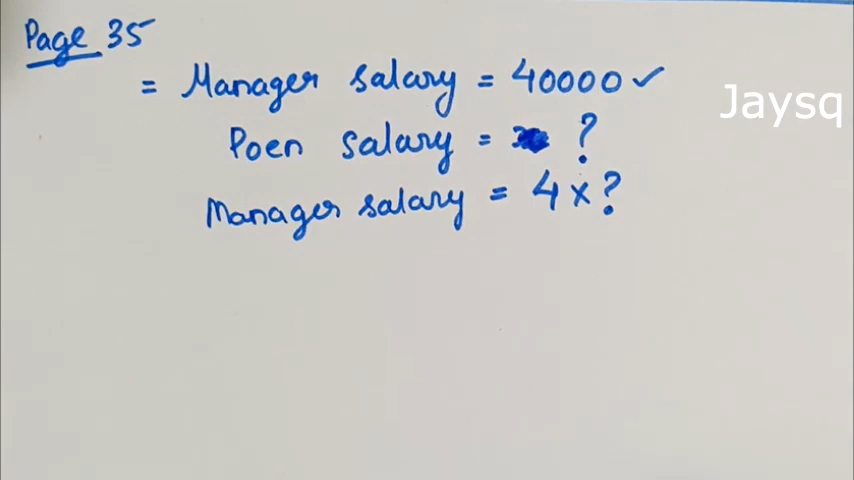 Page 35
= Manager salary = 40000 ✓
Jaysq
Poen salary = ?
Manager salary = 4 x ?